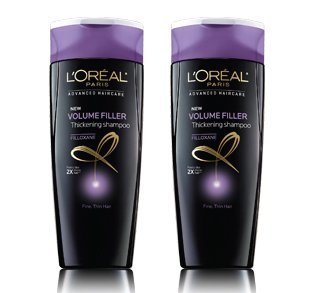 L'ORÉAL
PARIS
ADVANCED HAIRCARE
NEW
VOLUME FILLER
Thickening shampoo
FILLOXANE
2X
Fine, Thin Hair
L'ORÉAL
PARIS
ADVANCED HAIRCARE
NEW
VOLUME FILLER
Thickening shampoo
FILLOXANE
2X
Fine, Thin Hair